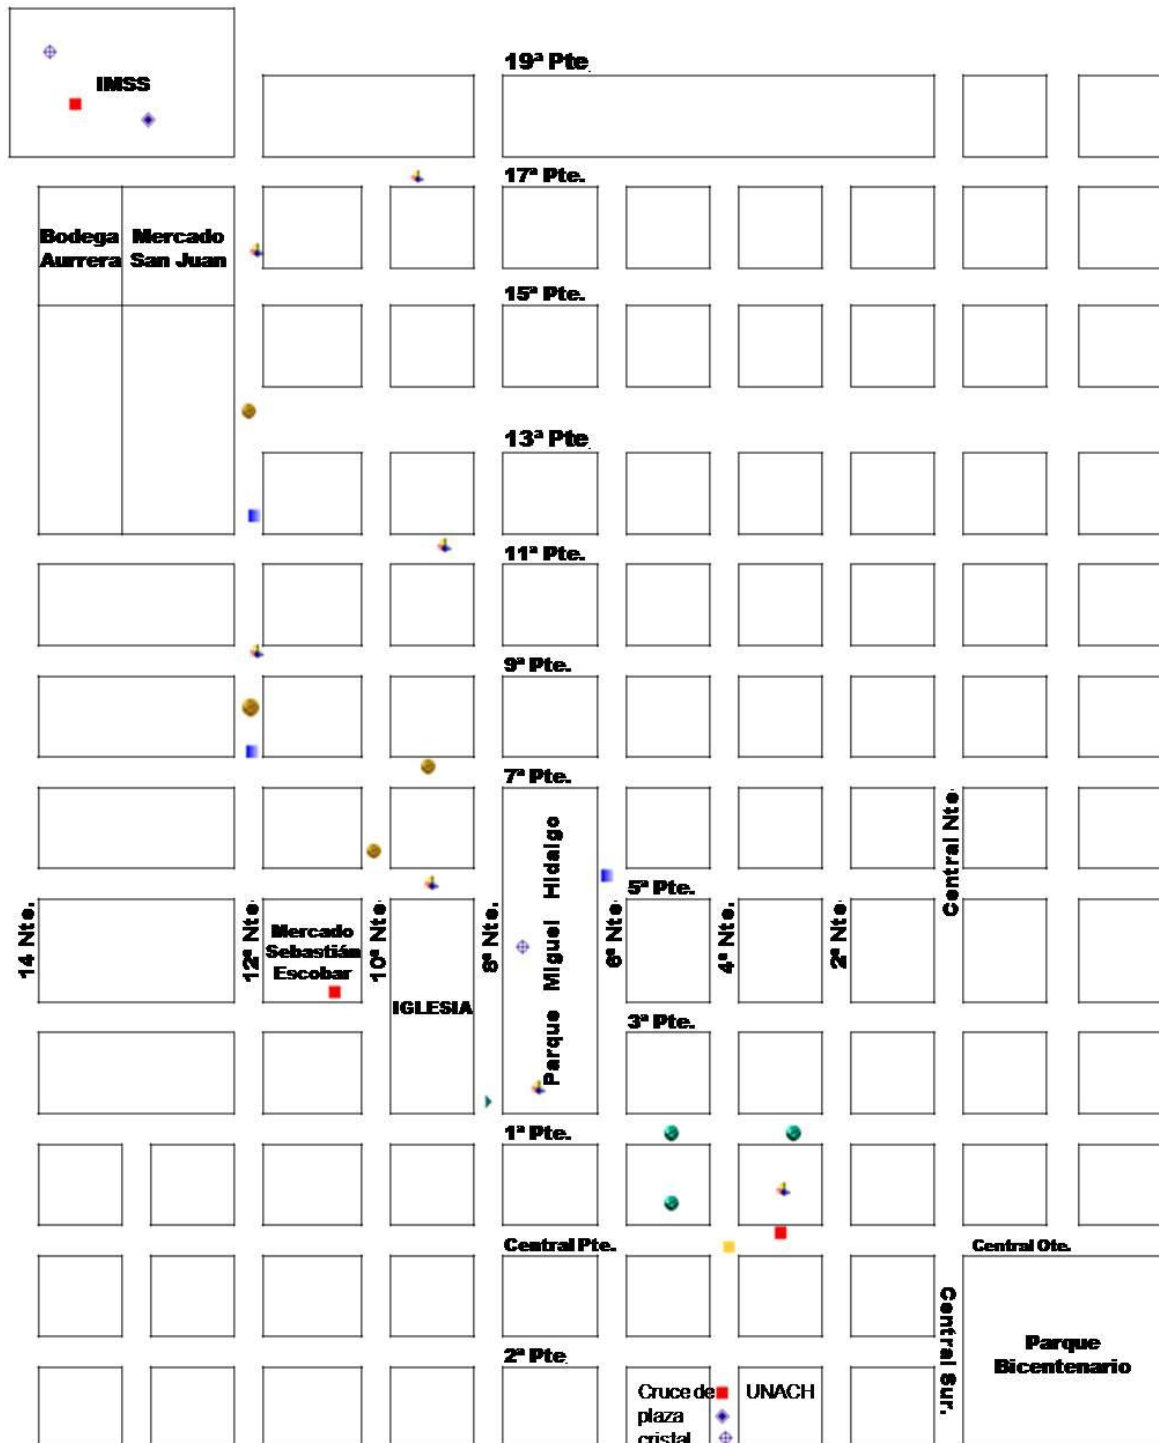 19ª Pte.
IMSS
17ª Pte.
Bodega Aurrera
Mercado San Juan
15ª Pte.
13ª Pte.
11ª Pte.
9ª Pte.
7ª Pte.
Central Nte.
Parque Miguel Hidalgo
5ª Pte.
14 Nte.
12ª Nte.
Mercado
Sebastián
Escobar
10ª Nte.
8ª Nte.
6ª Nte.
4ª Nte.
2ª Nte.
IGLESIA
3ª Pte.
1ª Pte.
Central Pte.
Central Ote.
Central Sur.
Parque
Bicentenario
2ª Pte.
Cruce de
plaza
cristal
UNACH